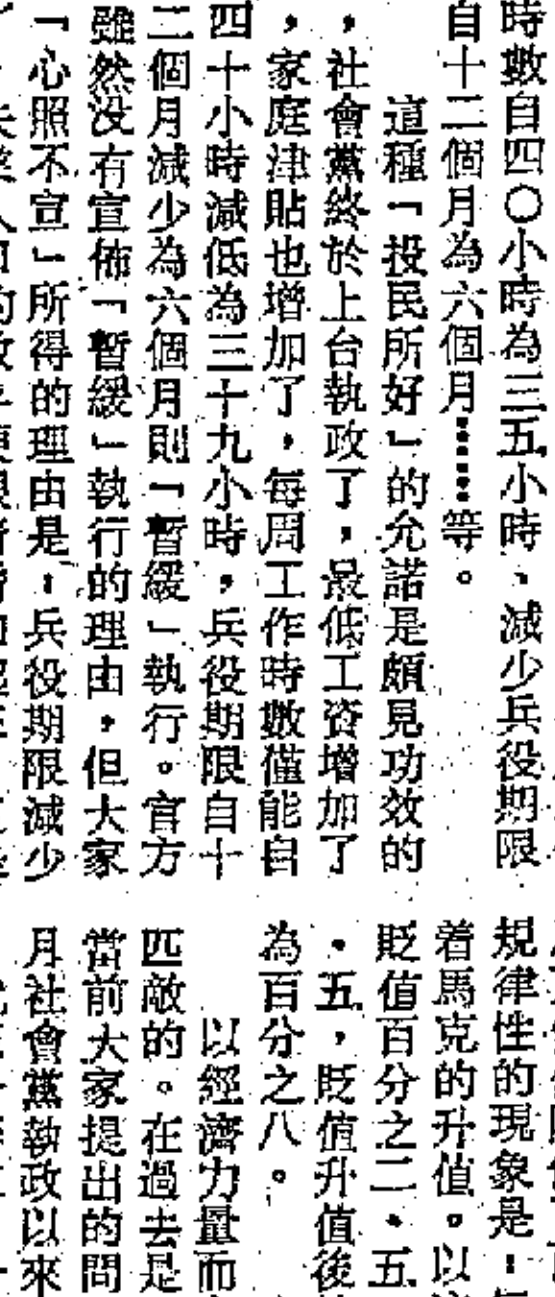 時數自四〇小時為三五小時、減少兵役期限
自十二個月為六個月……等。
這種「投民所好」的允諾是頗見功效的
，社會黨終於上台執政了，最低工資增加了
，家庭津貼也增加了，每周工作時數僅能自
四十小時減低為三十九小時，兵役期限自十
二個月減少為六個月則「暫緩」執行。官方
雖然没有宣佈「暫緩」執行的理由，但大家
「心照不宣」所得的理由是：兵役期限減少
規律性的現象是：
着馬克的升值。以
貶值百分之二・五
・五，貶值升值後
為百分之八。
以經濟力量而
匹敵的。在過去是
當前大家提出的問
月社會黨執政以來